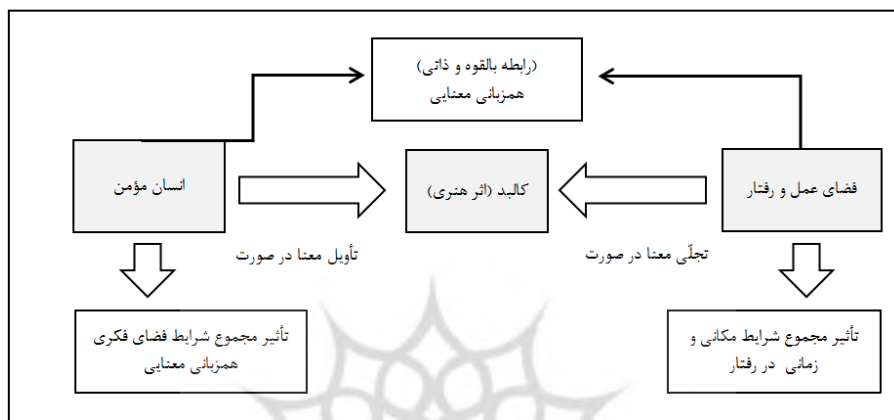 (رابطه بالقوه و ذاتی)
همزبانی معنایی
فضای عمل و رفتار
کالبد (اثر هنری)
انسان مؤمن
تجلّی معنا در صورت
تأویل معنا در صورت
تأثیر مجموع شرایط مکانی و
زمانی در رفتار
تأثیر مجموع شرایط فضای فکری
همزبانی معنایی